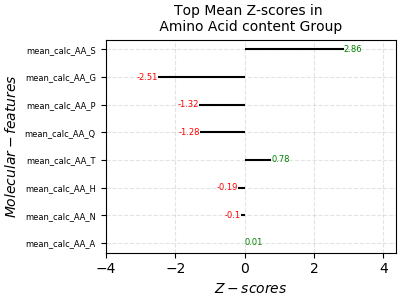 Top Mean Z-scores in
Amino Acid content Group
mean_calc_AA_S 2.86
mean_calc_AA_G -2.51
mean_calc_AA_P -1.32
mean_calc_AA_Q -1.28
mean_calc_AA_T 0.78
mean_calc_AA_H -0.19
mean_calc_AA_N -0.1
mean_calc_AA_A 0.01
Molecular − features
−4 −2 0 2 4
Z − scores